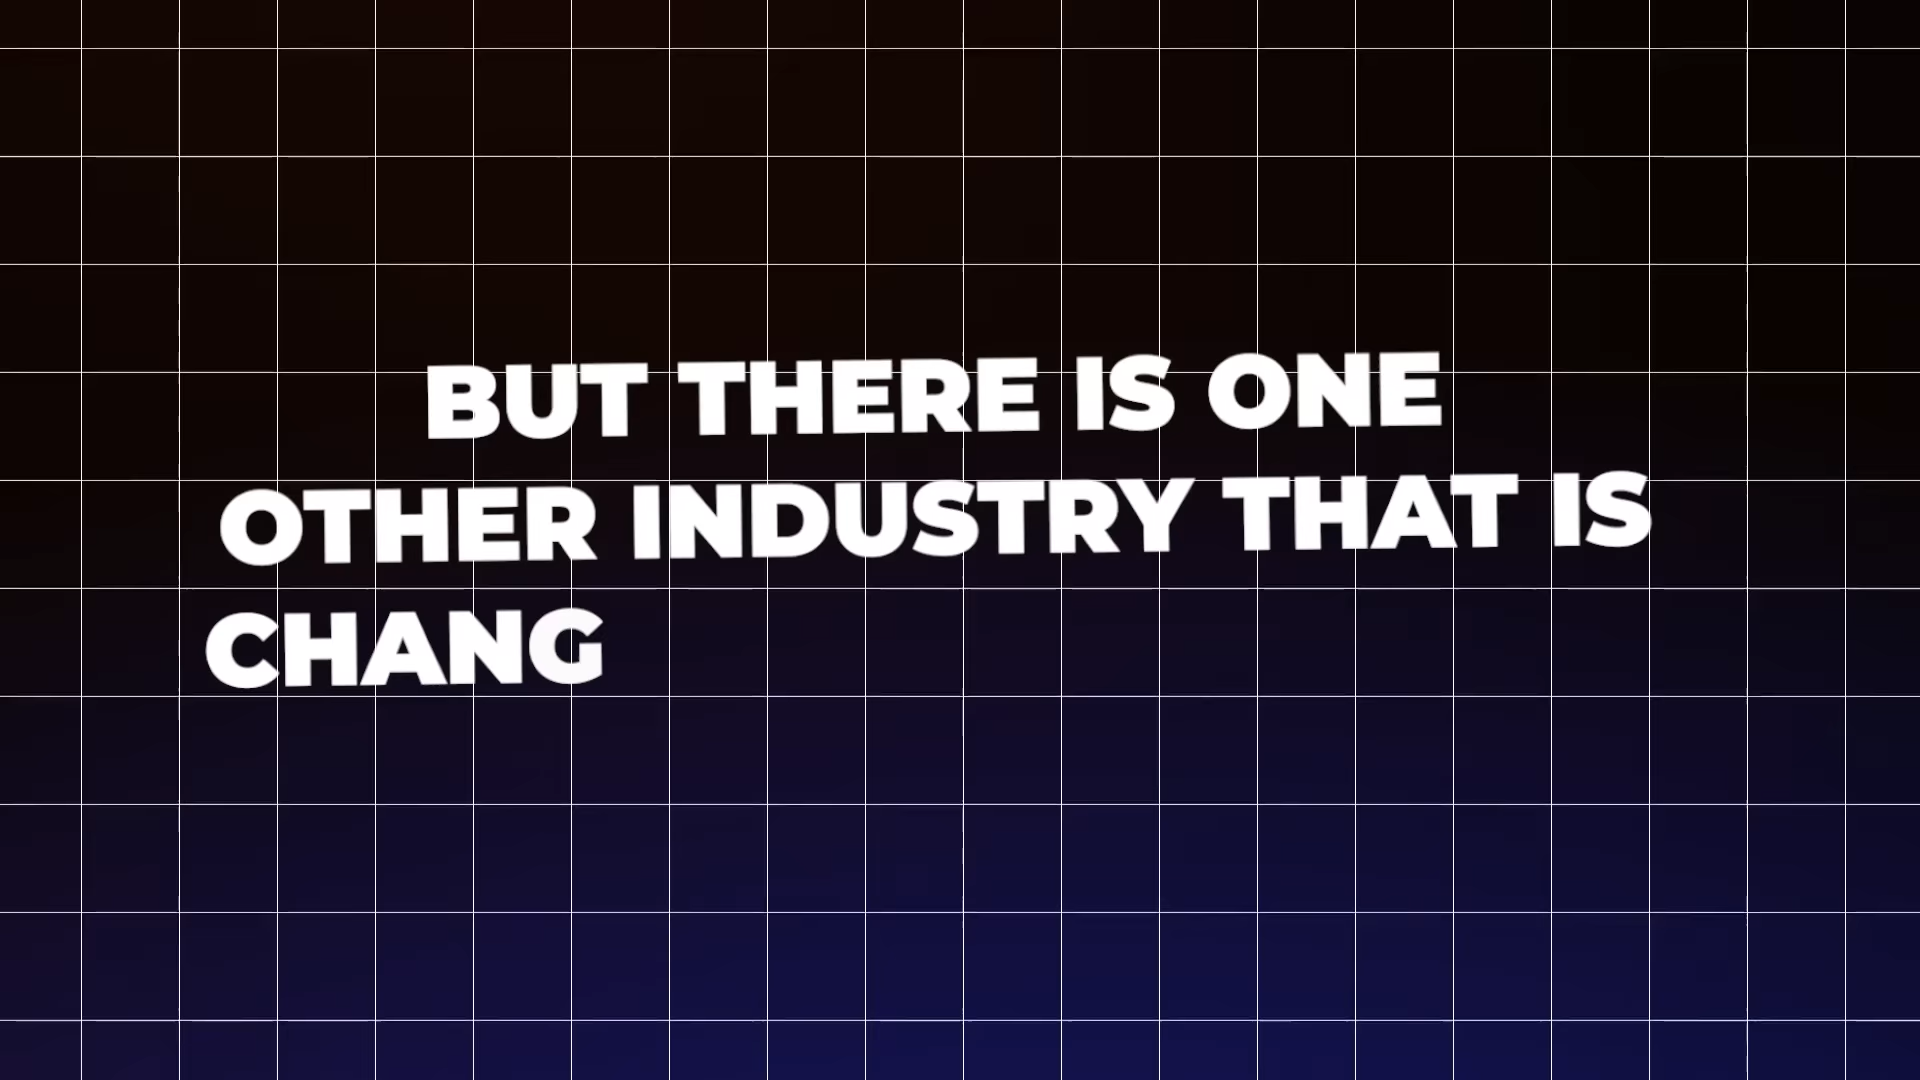 BUT THERE IS ONE
OTHER INDUSTRY THAT IS
CHANG